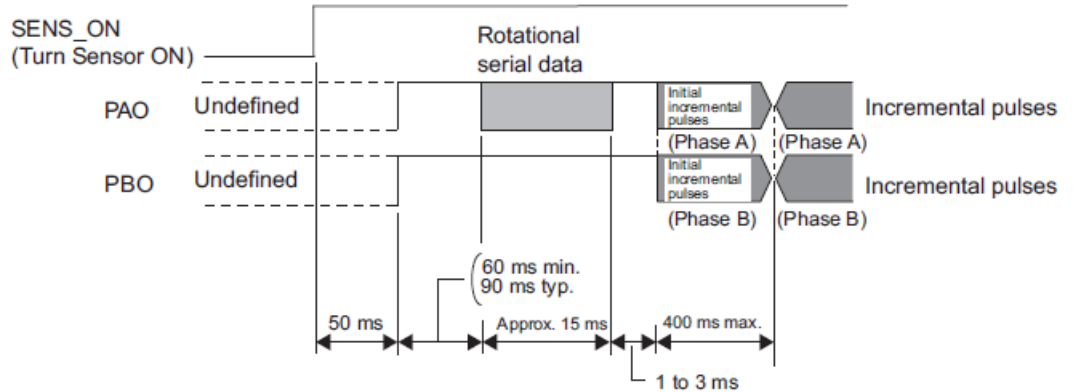 SENS_ON
(Turn Sensor ON)
Rotational
serial data
PAO
Undefined
Initial
incremental
pulses
Incremental pulses
(Phase A)
(Phase A)
PBO
Undefined
Initial
incremental
pulses
Incremental pulses
(Phase B)
(Phase B)
60 ms min.
90 ms typ.
50 ms
Approx. 15 ms
400 ms max.
1 to 3 ms